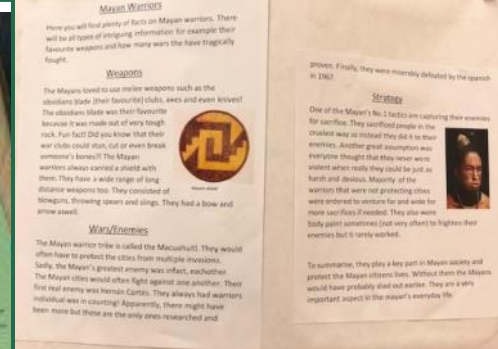 Mayan Warriors
Here you will find plenty of facts on Mayan warriors. There
will be all types of intriguing information for example their
favourite weapons and how many wars the have tragically
fought.
Weapons
The Mayans loved to use melee weapons such as the
obsidians blade (their favourite) clubs, axes and even knives!
The obsidians blade was their favourite
because it was made out of very tough
rock. Fun fact! Did you know that their
war clubs could stun, cut or even break
someone's bones?! The Mayan
warriors always carried a shield with
them. They have a wide range of long
distance weapons too. They consisted of
blowguns, throwing spears and slings. They had a bow and
arrow aswell.
Mayan shield
Wars/Enemies
The Mayan warrior tribe is called the Macuahuitl. They would
often have to protect the cities from multiple invasions.
Sadly, the Mayan's greatest enemy was infact, eachother.
The Mayan cities would often fight against one another. Their
first real enemy was Hernán Cortés. They always had warriors
individual was in counting! Apparently, there might have
been more but these are the only ones researched and
proven. Finally, they were miserably defeated by the spanish
in
Strategy
One of the Mayan's No.1 tactics are capturing their enemies
for sacrifice. They sacrificed people in the
cruelest way so instead they did it to their
enemies. Another great assumption was
everyone thought that they never were
violent when really they could be just as
harsh and devious. Majority of the
warriors that were not protecting cities
were ordered to venture far and wide for
more sacrifices if needed. They also wore
body paint sometimes (not very often) to frighten their
enemies but it rarely worked.
To summarise, they play a key part in Mayan society and
protect the Mayan citizens lives. Without them the Mayans
would have probably died out earlier. They are a very
important aspect in the mayan's everyday life.